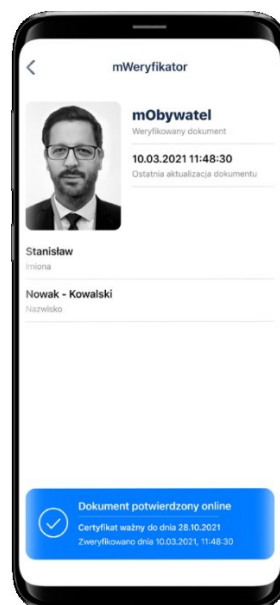 mWeryfikator
mObywatel
Weryfikowany dokument
10.03.2021 11:48:30
Ostatnia aktualizacja dokumentu
Stanisław
Imiona
Nowak - Kowalski
Nazwisko
Dokument potwierdzony online
Certyfikat ważny do dnia 28.10.2021
Zweryfikowano dnia 10.03.2021, 11:48:30